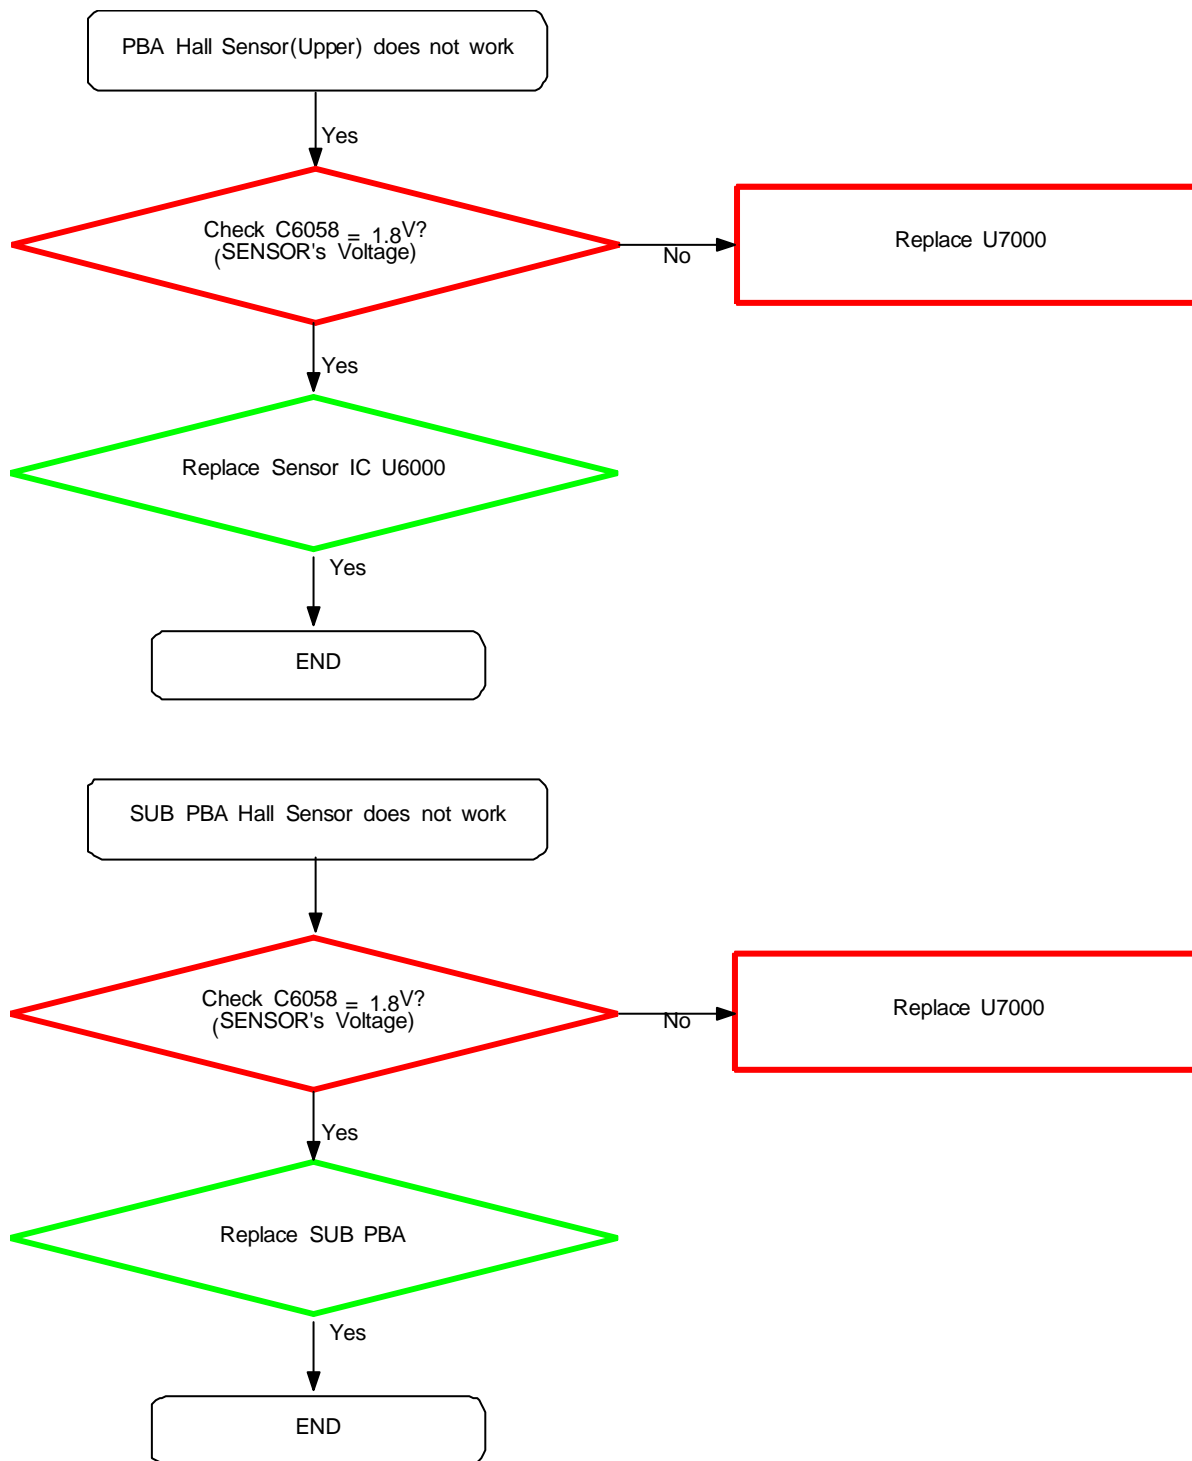 PBA Hall Sensor(Upper) does not work
Yes
Check C6058 = 1.8V?
(SENSOR's Voltage)
No
Replace U7000
Yes
Replace Sensor IC U6000
Yes
END
SUB PBA Hall Sensor does not work
Check C6058 = 1.8V?
(SENSOR's Voltage)
No
Replace U7000
Yes
Replace SUB PBA
Yes
END